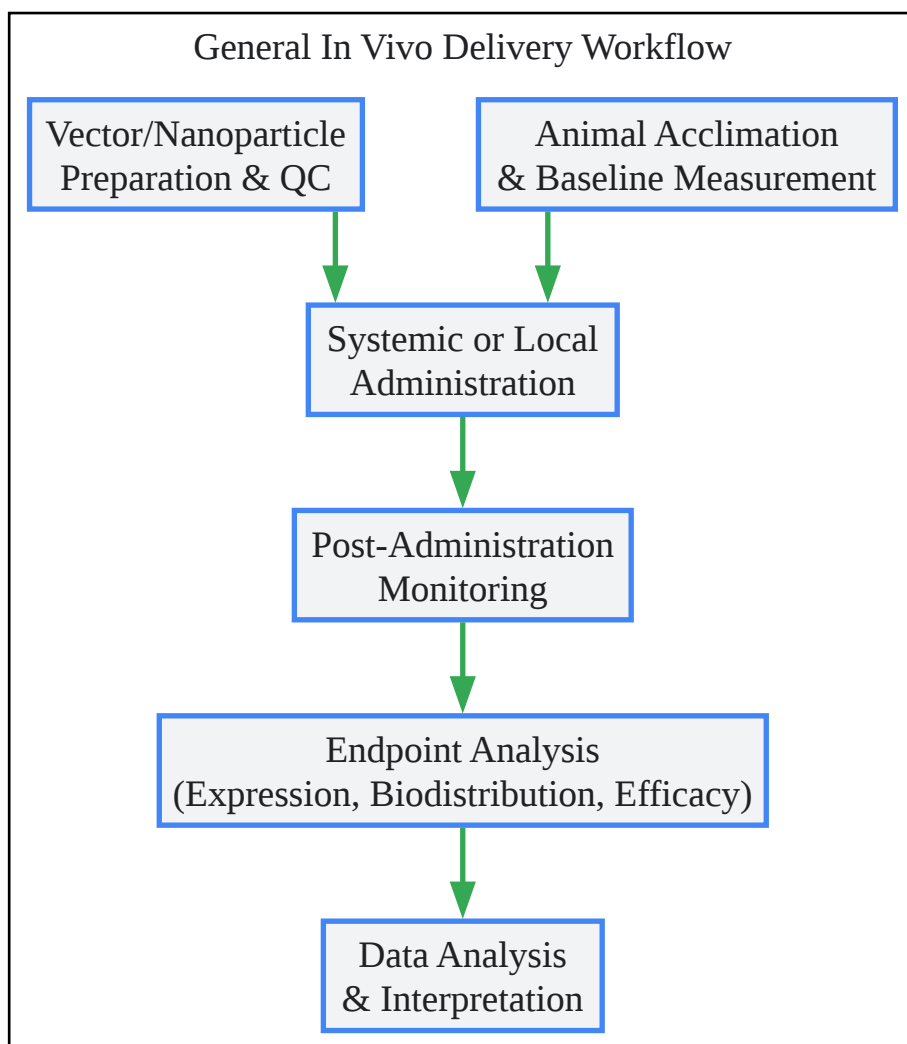 General In Vivo Delivery Workflow
Vector/Nanoparticle
Preparation & QC
Animal Acclimation
& Baseline Measurement
Systemic or Local
Administration
Post-Administration
Monitoring
Endpoint Analysis
(Expression, Biodistribution, Efficacy)
Data Analysis
& Interpretation